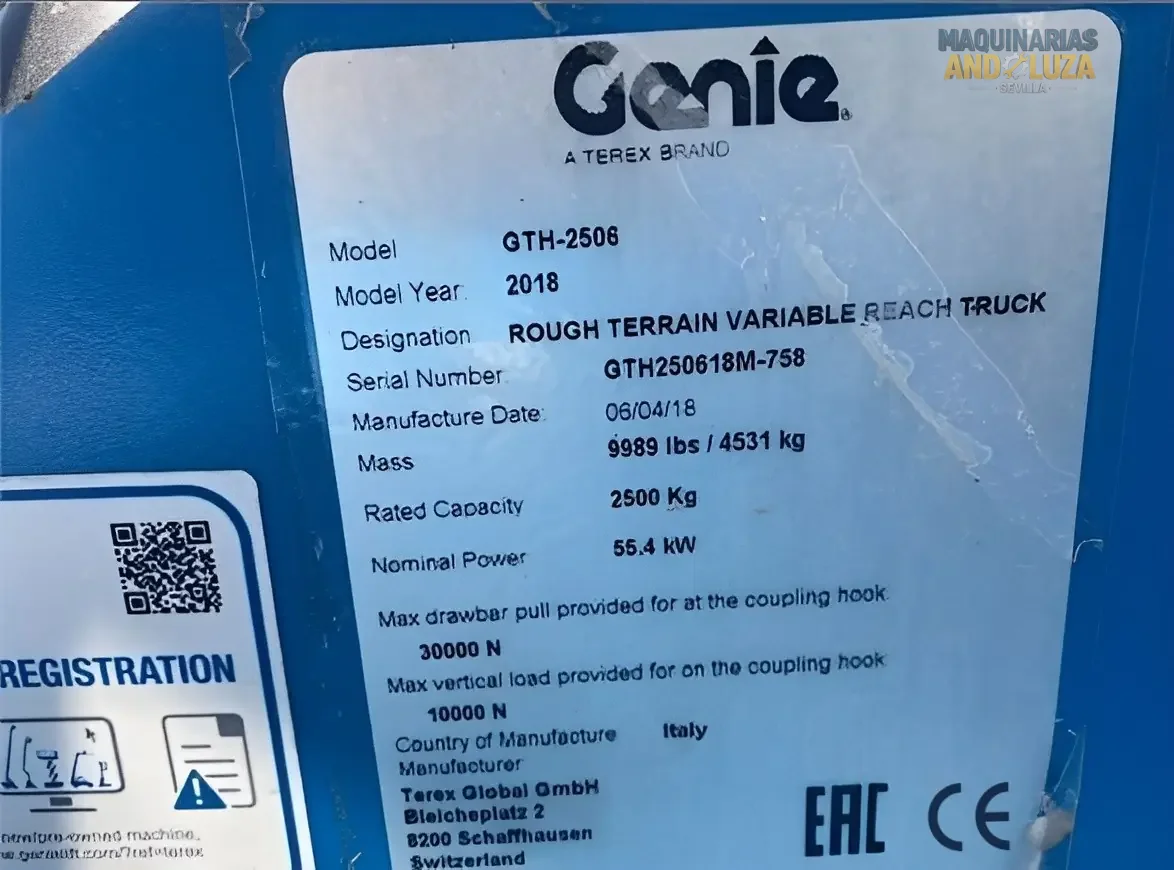 MAQUINARIAS
ANDALUZA
·SEVILLA·
Genie
A TEREX BRAND
Model GTH-2506
Model Year: 2018
Designation ROUGH TERRAIN VARIABLE REACH TRUCK
Serial Number GTH250618M-758
Manufacture Date: 06/04/18
Mass 9989 lbs / 4531 kg
Rated Capacity 2500 Kg
Nominal Power 55.4 kW
Max drawbar pull provided for at the coupling hook
30000 N
Max vertical load provided for on the coupling hook
10000 N
Country of Manufacture Italy
Manufacturer
Terex Global GmbH
Bleicheplatz 2
8200 Schaffhausen
Switzerland
EAC CE
REGISTRATION
machine.